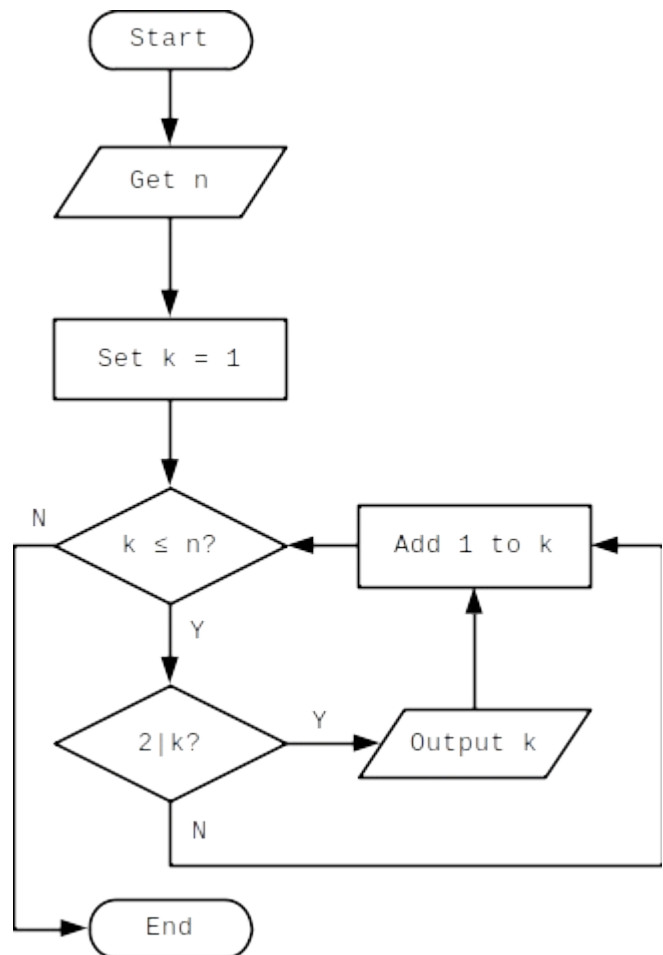 Start
Get n
Set k = 1
N
k ≤ n?
Add 1 to k
Y
2|k?
Y
Output k
N
End